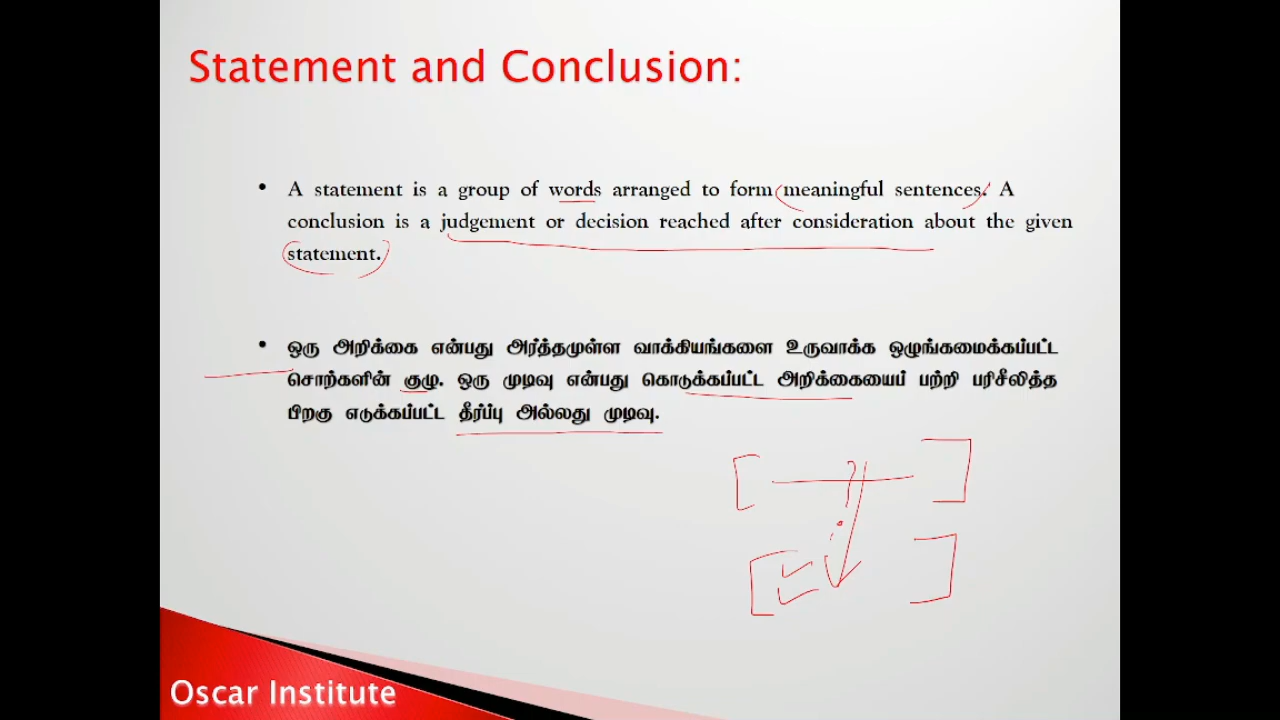 Statement and Conclusion:
• A statement is a group of words arranged to form meaningful sentences. A
conclusion is a judgement or decision reached after consideration about the given
statement.
• ஒரு அறிக்கை என்பது அர்த்தமுள்ள வாக்கியங்களை உருவாக்க ஒழுங்கமைக்கப்பட்ட
சொற்களின் குழு. ஒரு முடிவு என்பது கொடுக்கப்பட்ட அறிக்கையைப் பற்றி பரிசீலித்த
பிறகு எடுக்கப்பட்ட தீர்ப்பு அல்லது முடிவு.
Oscar Institute